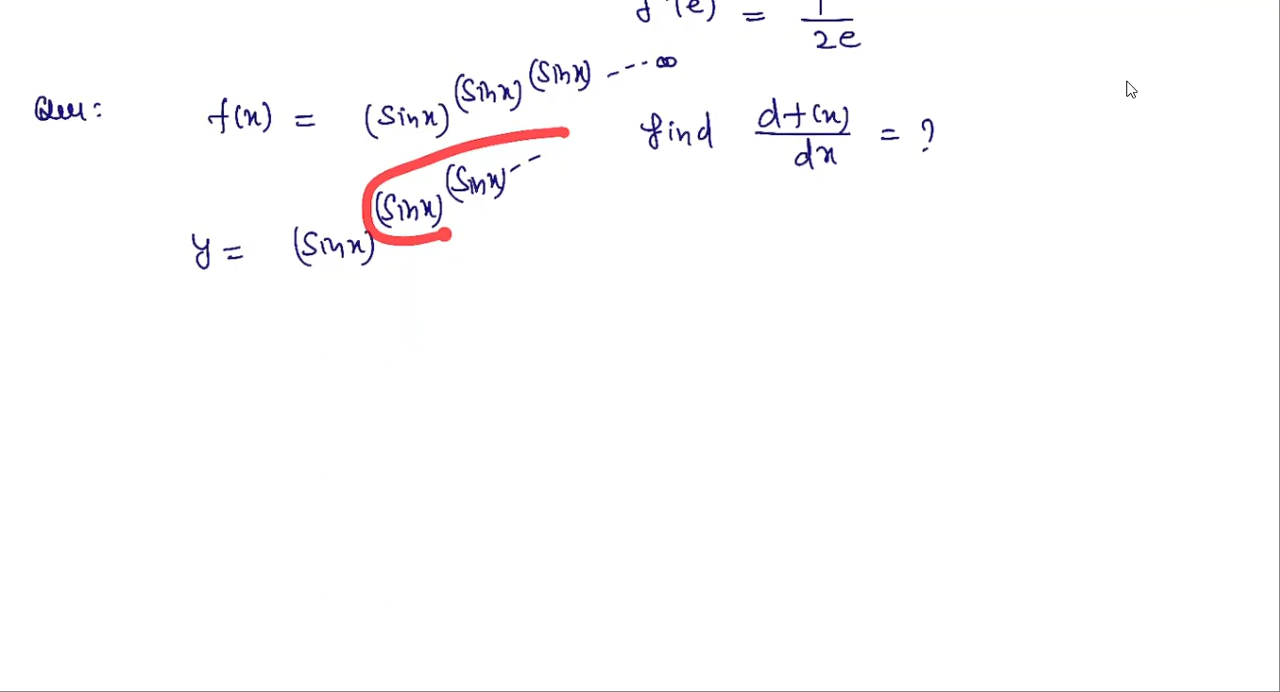 f'(e) = 1/2e
Que: f(x) = (Sinx)^(Sinx)^(Sinx)----∞ find df(x)/dx = ?
y = (Sinx)^(Sinx)^(Sinx)--